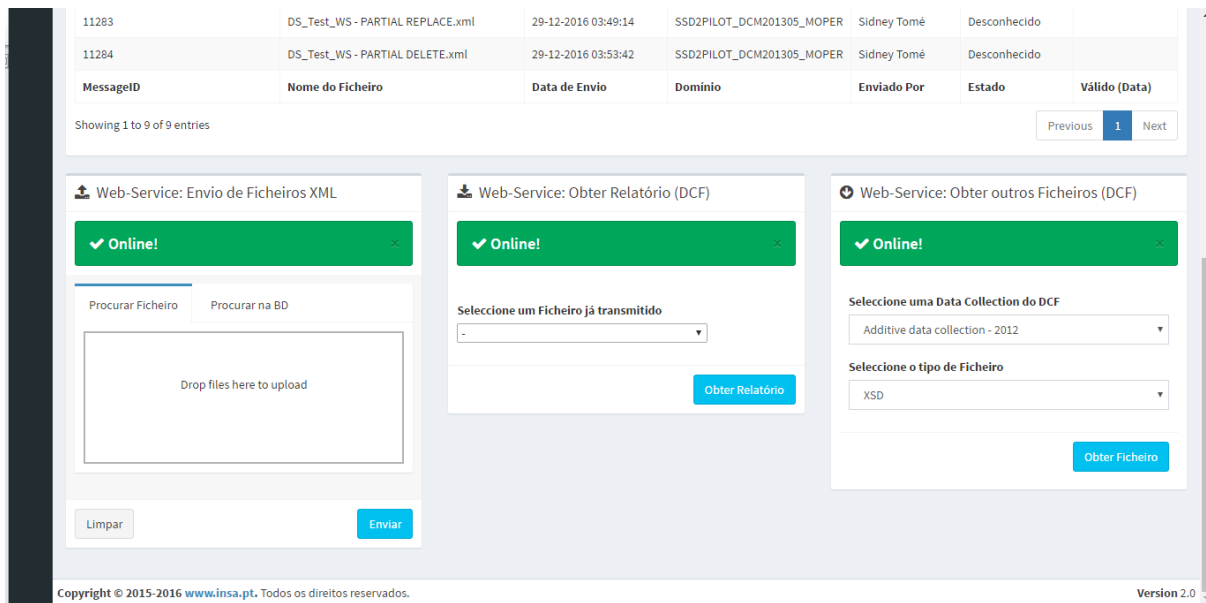 11283 DS_Test_WS - PARTIAL REPLACE.xml 29-12-2016 03:49:14 SSD2PILOT_DCM201305_MOPER Sidney Tomé Desconhecido
11284 DS_Test_WS - PARTIAL DELETE.xml 29-12-2016 03:53:42 SSD2PILOT_DCM201305_MOPER Sidney Tomé Desconhecido
MessageID Nome do Ficheiro Data de Envio Domínio Enviado Por Estado Válido (Data)
Showing 1 to 9 of 9 entries
Previous 1 Next
Web-Service: Envio de Ficheiros XML
Online! ×
Procurar Ficheiro Procurar na BD
Drop files here to upload
Limpar Enviar
Web-Service: Obter Relatório (DCF)
Online! ×
Seleccione um Ficheiro já transmitido
-
Obter Relatório
Web-Service: Obter outros Ficheiros (DCF)
Online! ×
Seleccione uma Data Collection do DCF
Additive data collection - 2012
Seleccione o tipo de Ficheiro
XSD
Obter Ficheiro
Copyright © 2015-2016 www.insa.pt. Todos os direitos reservados. Version 2.0